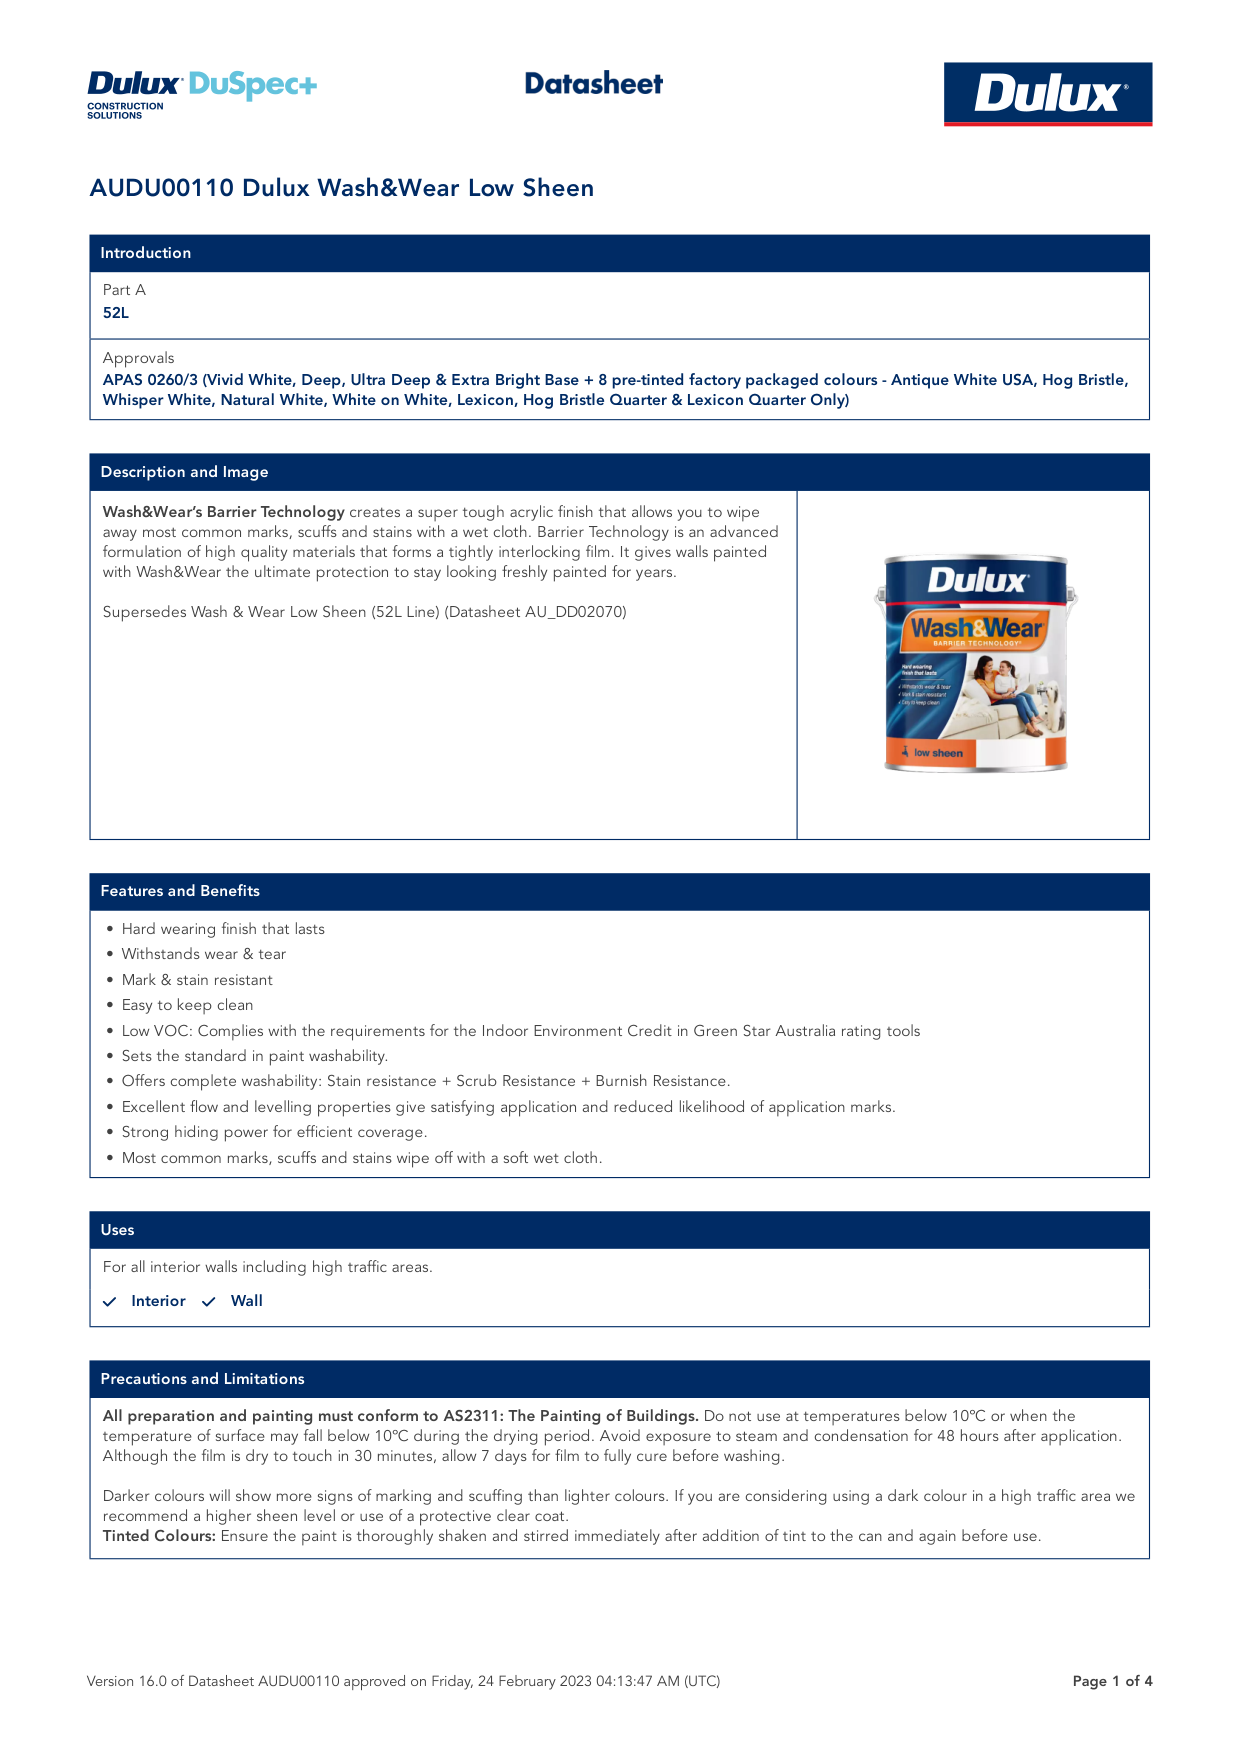 Dulux DuSpec+
CONSTRUCTION
SOLUTIONS
Datasheet
Dulux®
AUDU00110 Dulux Wash&Wear Low Sheen
Introduction
Part A
52L
Approvals
APAS 0260/3 (Vivid White, Deep, Ultra Deep & Extra Bright Base + 8 pre-tinted factory packaged colours - Antique White USA, Hog Bristle,
Whisper White, Natural White, White on White, Lexicon, Hog Bristle Quarter & Lexicon Quarter Only)
Description and Image
Wash&Wear’s Barrier Technology creates a super tough acrylic finish that allows you to wipe
away most common marks, scuffs and stains with a wet cloth. Barrier Technology is an advanced
formulation of high quality materials that forms a tightly interlocking film. It gives walls painted
with Wash&Wear the ultimate protection to stay looking freshly painted for years.
Supersedes Wash & Wear Low Sheen (52L Line) (Datasheet AU_DD02070)
Dulux
Wash&Wear
BARRIER TECHNOLOGY
Hard wearing
finish that lasts
✓ Withstands wear & tear
✓ Mark & stain resistant
✓ Easy to keep clean
low sheen
Features and Benefits
• Hard wearing finish that lasts
• Withstands wear & tear
• Mark & stain resistant
• Easy to keep clean
• Low VOC: Complies with the requirements for the Indoor Environment Credit in Green Star Australia rating tools
• Sets the standard in paint washability.
• Offers complete washability: Stain resistance + Scrub Resistance + Burnish Resistance.
• Excellent flow and levelling properties give satisfying application and reduced likelihood of application marks.
• Strong hiding power for efficient coverage.
• Most common marks, scuffs and stains wipe off with a soft wet cloth.
Uses
For all interior walls including high traffic areas.
✓ Interior ✓ Wall
Precautions and Limitations
All preparation and painting must conform to AS2311: The Painting of Buildings. Do not use at temperatures below 10ºC or when the
temperature of surface may fall below 10ºC during the drying period. Avoid exposure to steam and condensation for 48 hours after application.
Although the film is dry to touch in 30 minutes, allow 7 days for film to fully cure before washing.
Darker colours will show more signs of marking and scuffing than lighter colours. If you are considering using a dark colour in a high traffic area we
recommend a higher sheen level or use of a protective clear coat.
Tinted Colours: Ensure the paint is thoroughly shaken and stirred immediately after addition of tint to the can and again before use.
Version 16.0 of Datasheet AUDU00110 approved on Friday, 24 February 2023 04:13:47 AM (UTC)
Page 1 of 4